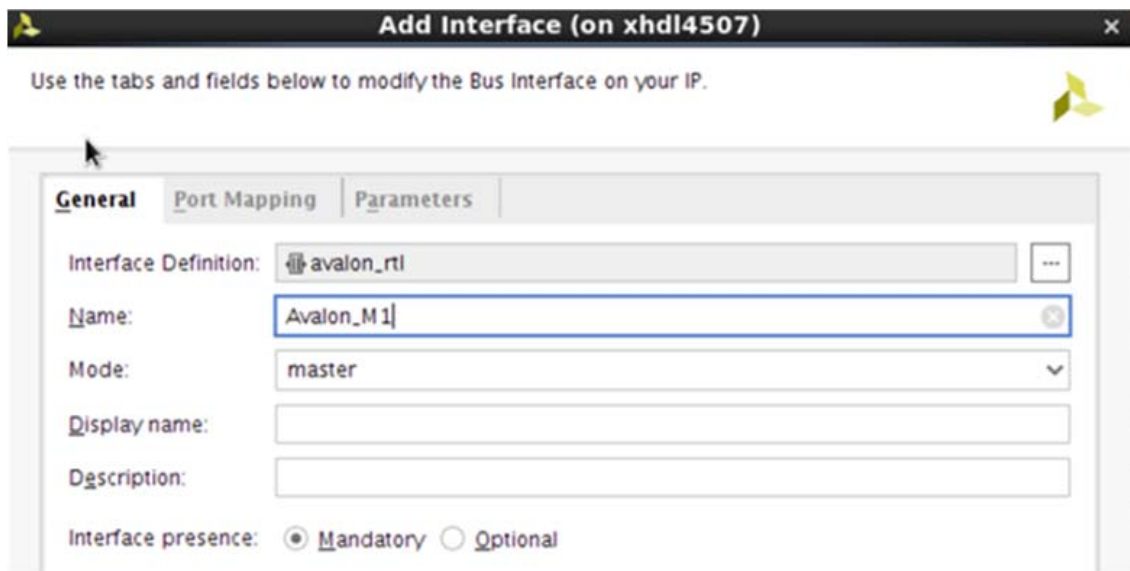 Add Interface (on xhdl4507)
Use the tabs and fields below to modify the Bus Interface on your IP.
General Port Mapping Parameters
Interface Definition: avalon_rtl ...
Name: Avalon_M1
Mode: master
Display name:
Description:
Interface presence: Mandatory Optional